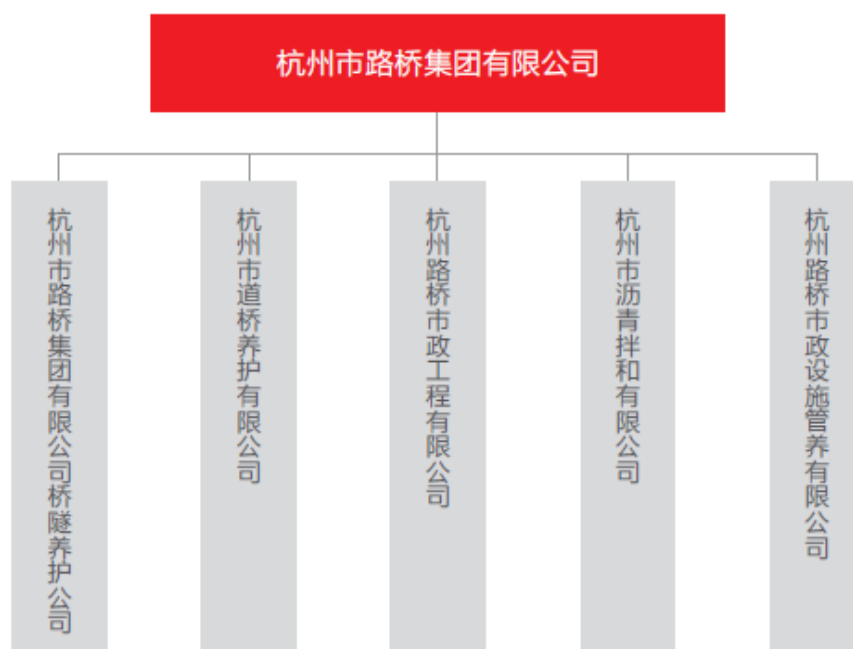 杭州市路桥集团有限公司
杭州市路桥集团有限公司桥隧养护公司
杭州市道桥养护有限公司
杭州路桥市政工程有限公司
杭州市沥青拌和有限公司
杭州路桥市政设施管养有限公司